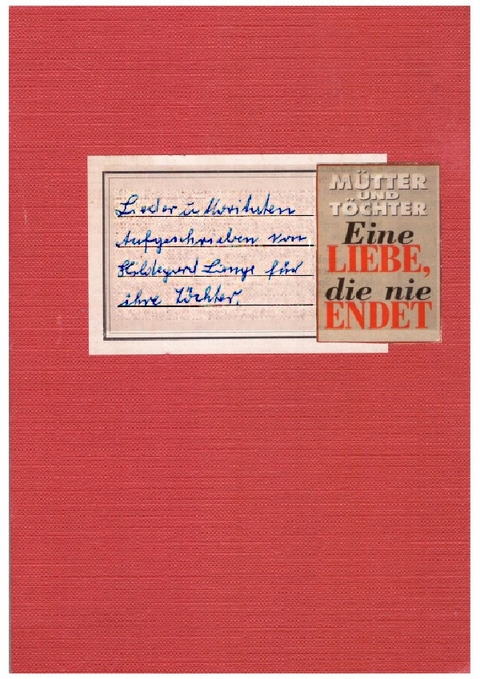 Lieder u. Moritaten
Aufgeschrieben von
Hildegard Lange für
ihre Töchter.
MÜTTER
UND
TÖCHTER
Eine
LIEBE,
die nie
ENDET